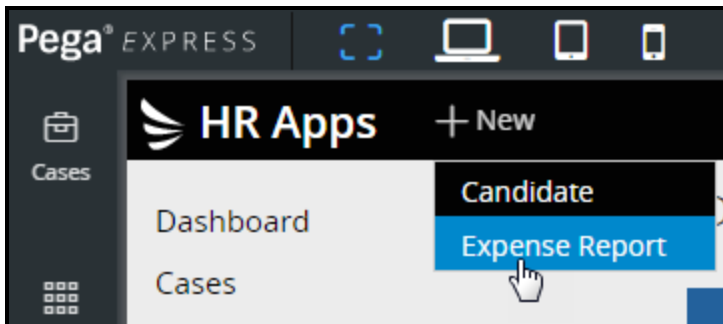 Pega® EXPRESS
HR Apps
+ New
Cases
Candidate
Dashboard
Expense Report
Cases